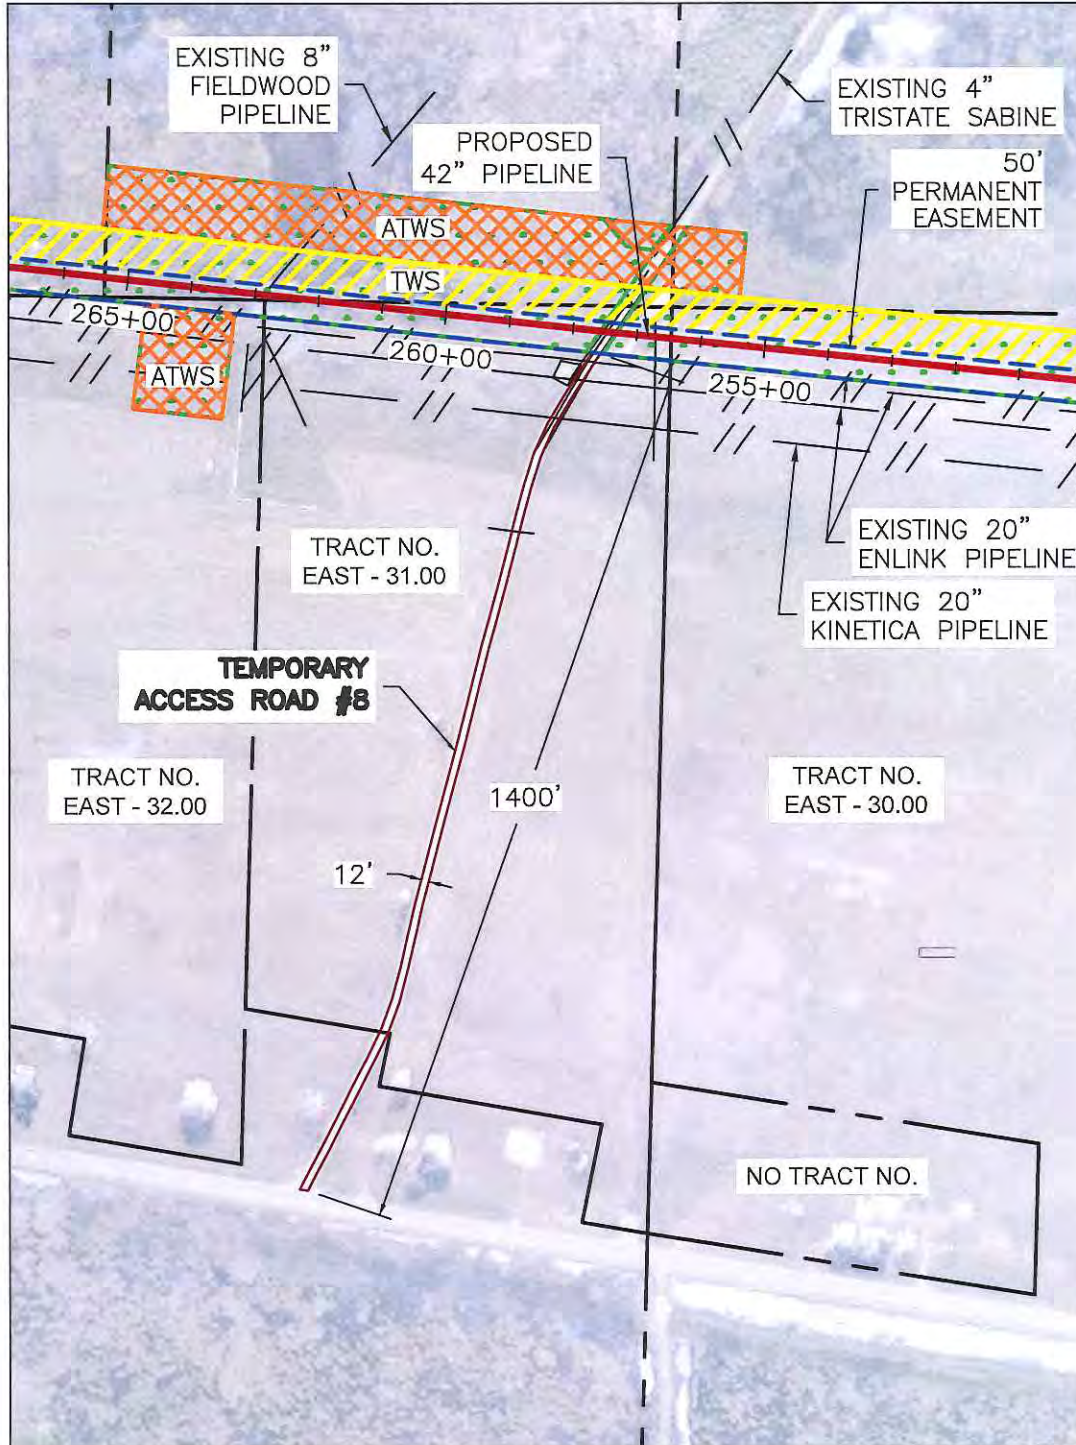 EXISTING 8"
FIELDWOOD
PIPELINE
EXISTING 4"
TRISTATE SABINE
PROPOSED
42" PIPELINE
50'
PERMANENT
EASEMENT
ATWS
TWS
265+00
260+00
255+00
ATWS
EXISTING 20"
ENLINK PIPELINE
EXISTING 20"
KINETICA PIPELINE
TRACT NO.
EAST - 31.00
TEMPORARY
ACCESS ROAD #8
TRACT NO.
EAST - 32.00
1400'
TRACT NO.
EAST - 30.00
12'
NO TRACT NO.